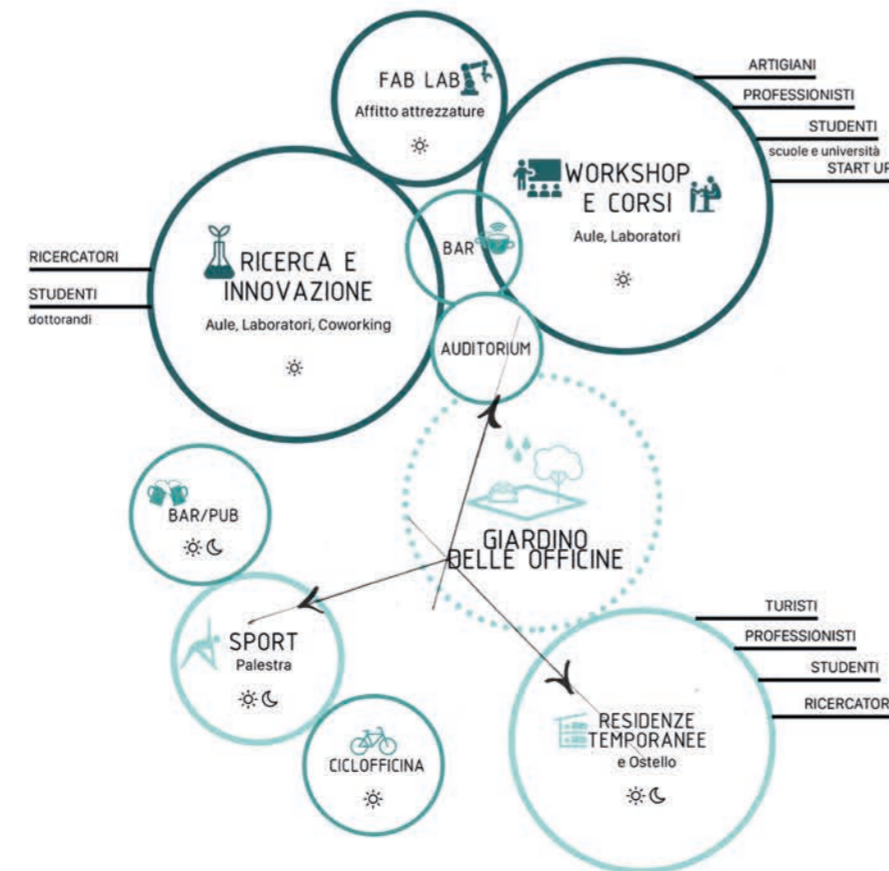 FAB LAB
Affitto attrezzature
ARTIGIANI
PROFESSIONISTI
STUDENTI
scuole e università
START UP
WORKSHOP
E CORSI
Aule, Laboratori
BAR
RICERCATORI
STUDENTI
dottorandi
RICERCA E
INNOVAZIONE
Aule, Laboratori, Coworking
AUDITORIUM
BAR/PUB
GIARDINO
DELLE OFFICINE
SPORT
Palestra
TURISTI
PROFESSIONISTI
STUDENTI
RICERCATOR
RESIDENZE
TEMPORANEE
e Ostello
CICLOFFICINA